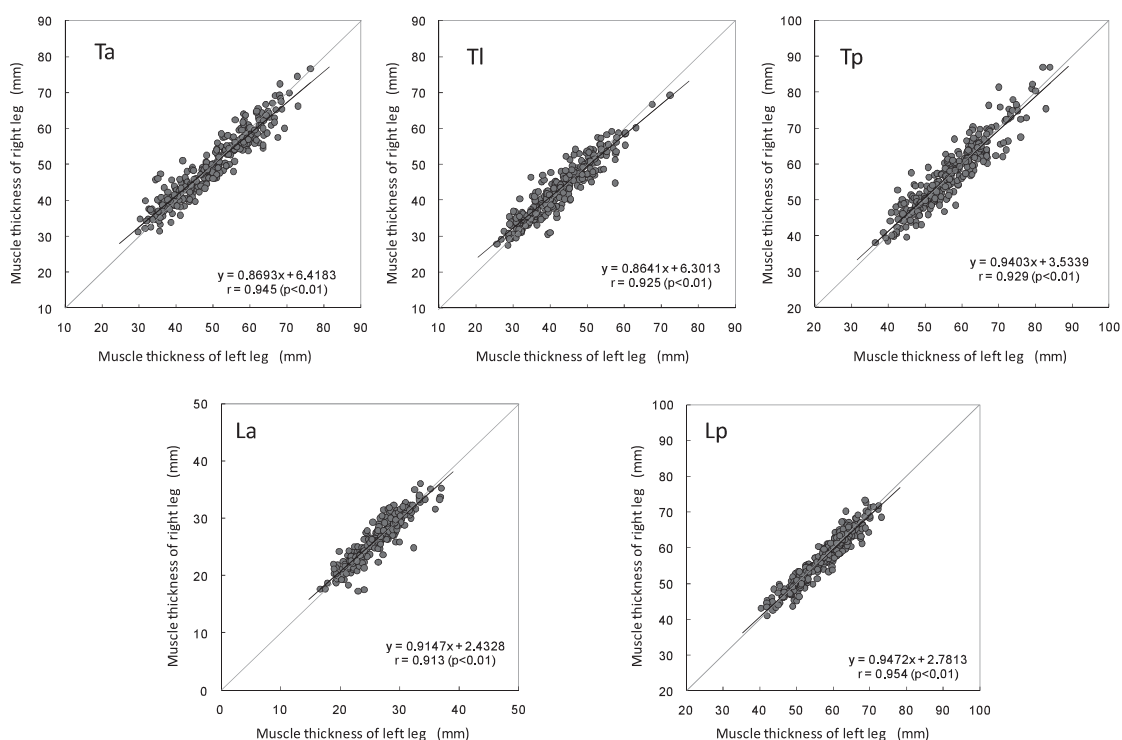 Ta
Muscle thickness of right leg (mm)
90
80
70
60
50
40
30
20
10
y = 0.8693x + 6.4183
r = 0.945 (p<0.01)
10 20 30 40 50 60 70 80 90
Muscle thickness of left leg (mm)
Tl
Muscle thickness of right leg (mm)
90
80
70
60
50
40
30
20
10
y = 0.8641x + 6.3013
r = 0.925 (p<0.01)
10 20 30 40 50 60 70 80 90
Muscle thickness of left leg (mm)
Tp
Muscle thickness of right leg (mm)
100
90
80
70
60
50
40
30
20
y = 0.9403x + 3.5339
r = 0.929 (p<0.01)
20 30 40 50 60 70 80 90 100
Muscle thickness of left leg (mm)
La
Muscle thickness of right leg (mm)
50
40
30
20
10
0
y = 0.9147x + 2.4328
r = 0.913 (p<0.01)
0 10 20 30 40 50
Muscle thickness of left leg (mm)
Lp
Muscle thickness of right leg (mm)
100
90
80
70
60
50
40
30
20
y = 0.9472x + 2.7813
r = 0.954 (p<0.01)
20 30 40 50 60 70 80 90 100
Muscle thickness of left leg (mm)